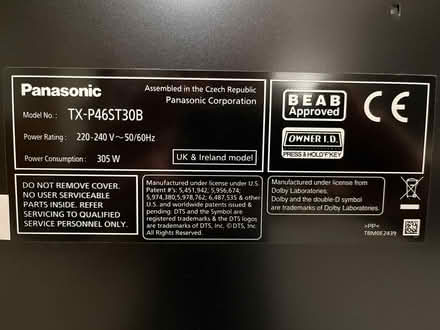 Panasonic
Model No.: TX-P46ST30B
Power Rating: 220-240 V~50/60Hz
Power Consumption: 305 W
Assembled in the Czech Republic
Panasonic Corporation
UK & Ireland model
BEAB
Approved
OWNER I.D.
PRESS & HOLD "F" KEY
CE
DO NOT REMOVE COVER.
NO USER SERVICEABLE
PARTS INSIDE. REFER
SERVICING TO QUALIFIED
SERVICE PERSONNEL ONLY.
Manufactured under license under U.S.
Patent #'s: 5,451,942; 5,956,674;
5,974,380;5,978,762; 6,487,535 & other
U.S. and worldwide patents issued &
pending. DTS and the Symbol are
registered trademarks & the DTS logos
are trademarks of DTS, Inc. © DTS, Inc
All Rights Reserved.
Manufactured under license from
Dolby Laboratories.
Dolby and the double-D symbol
are trademarks of Dolby Laboratories.
>PP<
TBM6E2439